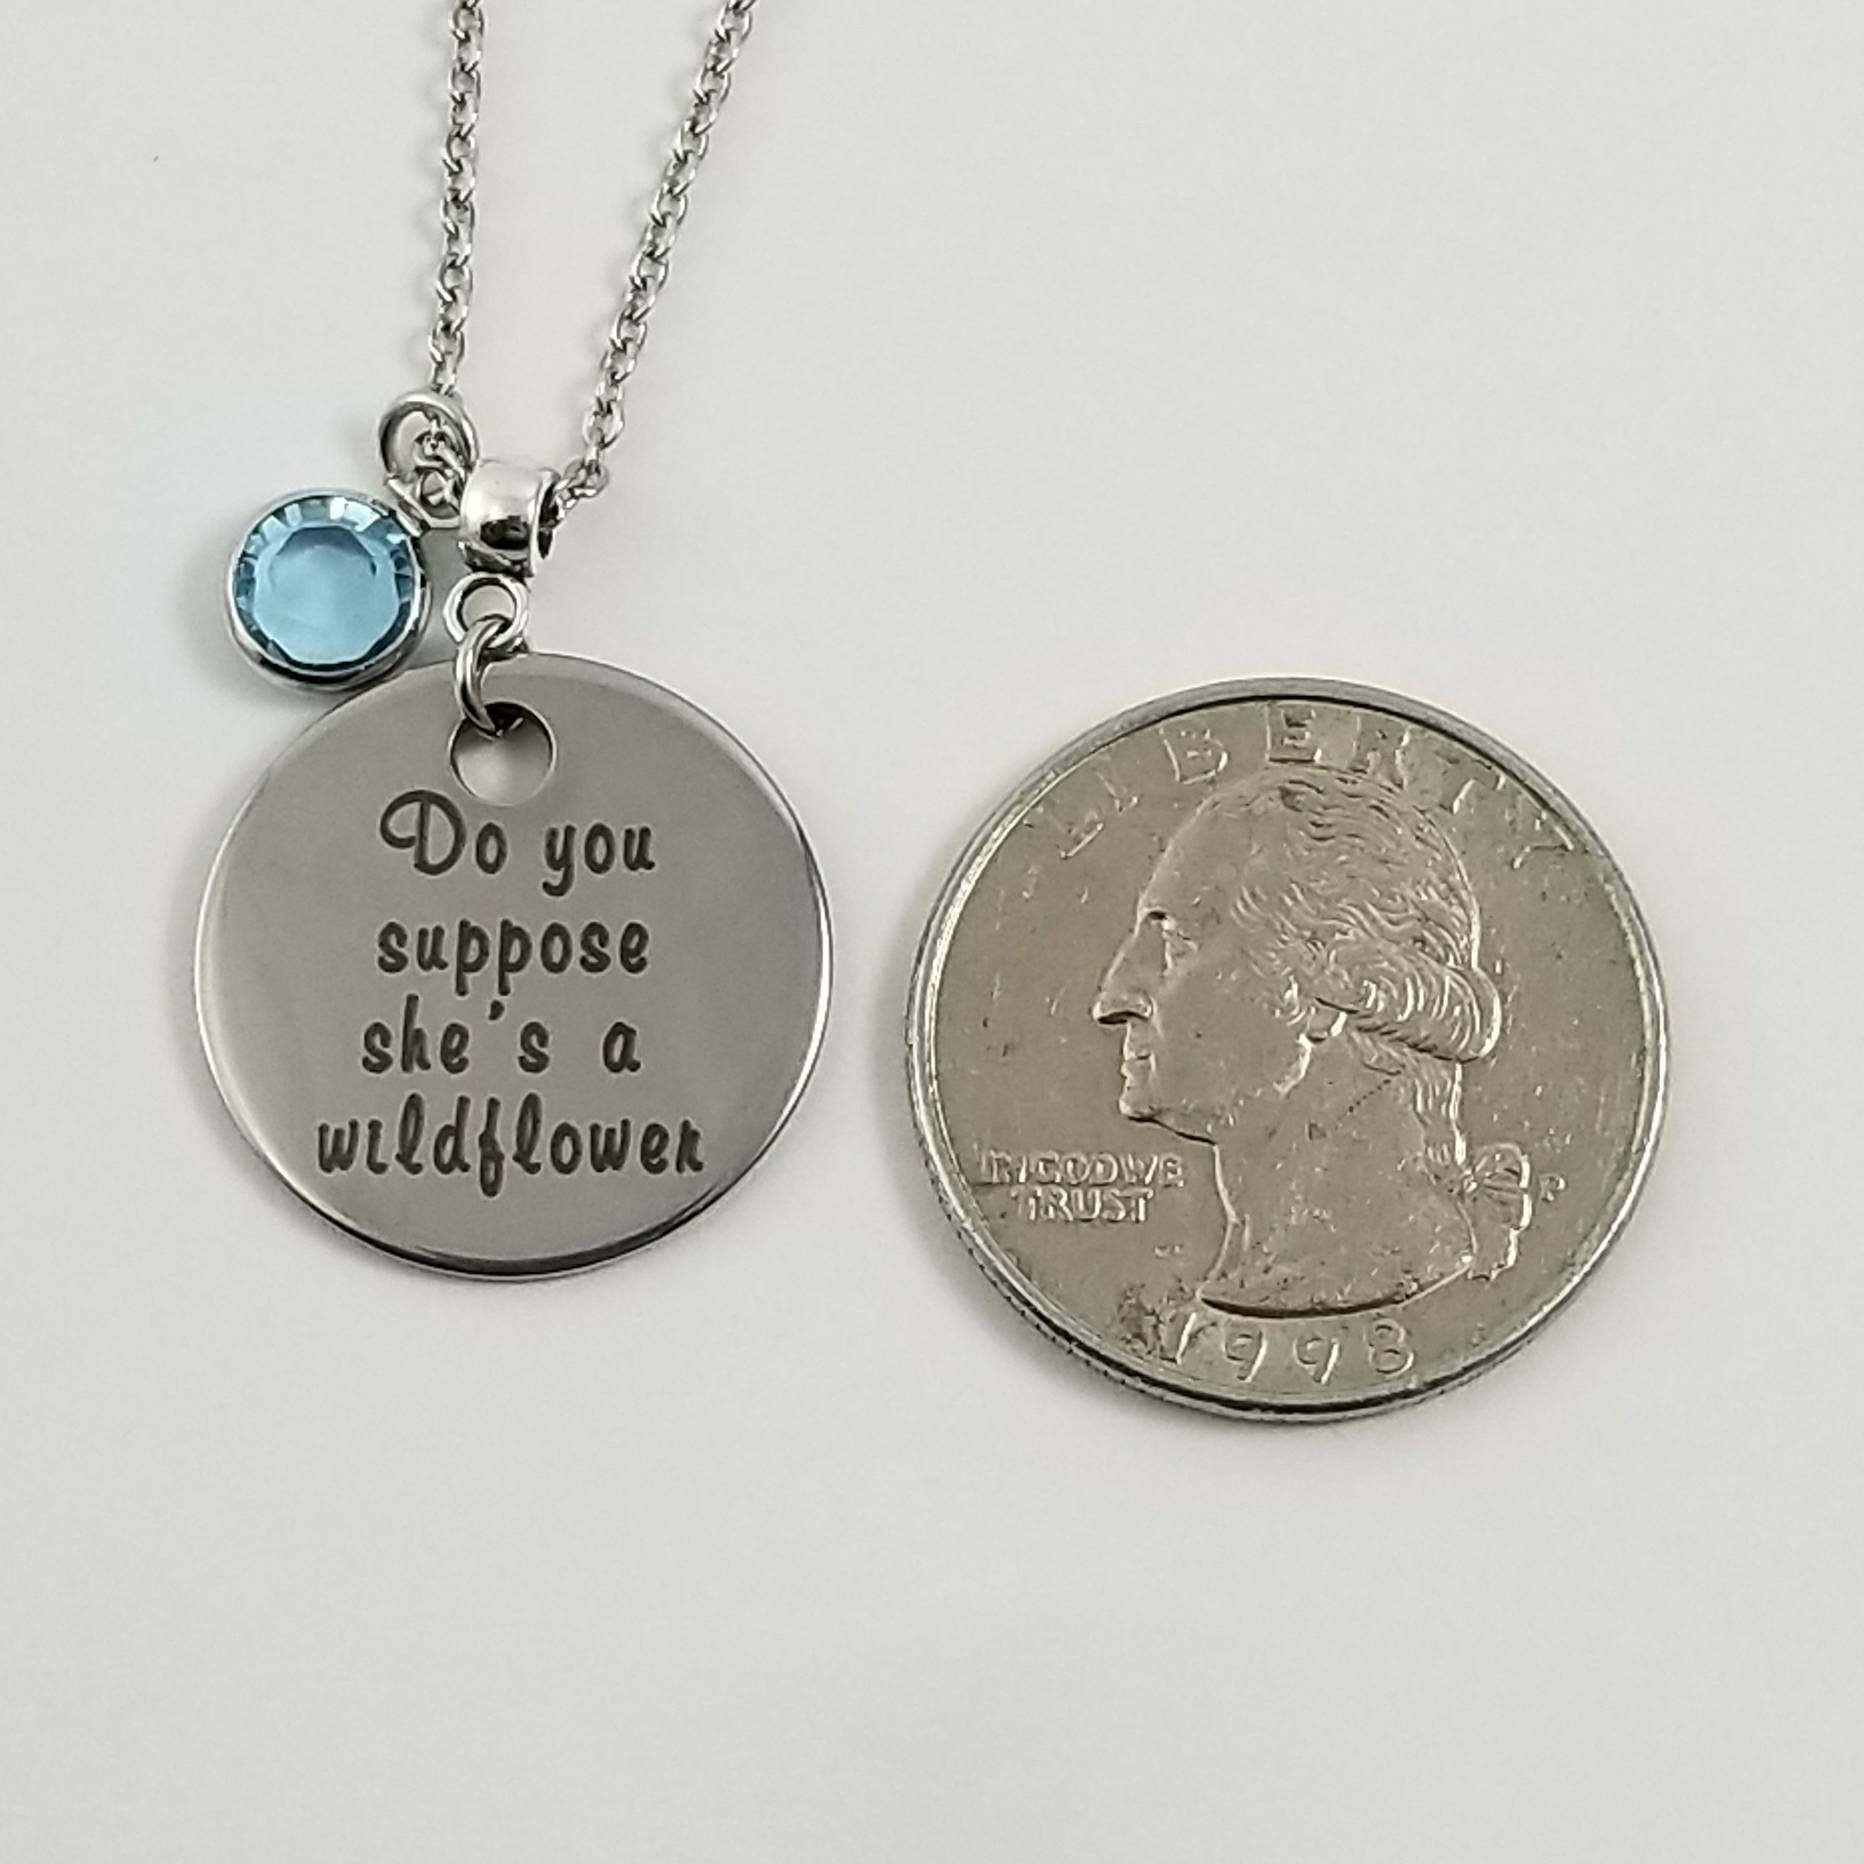 Do you
suppose
she's a
wildflower
LIBERTY
IN GOD WE
TRUST
P
1998